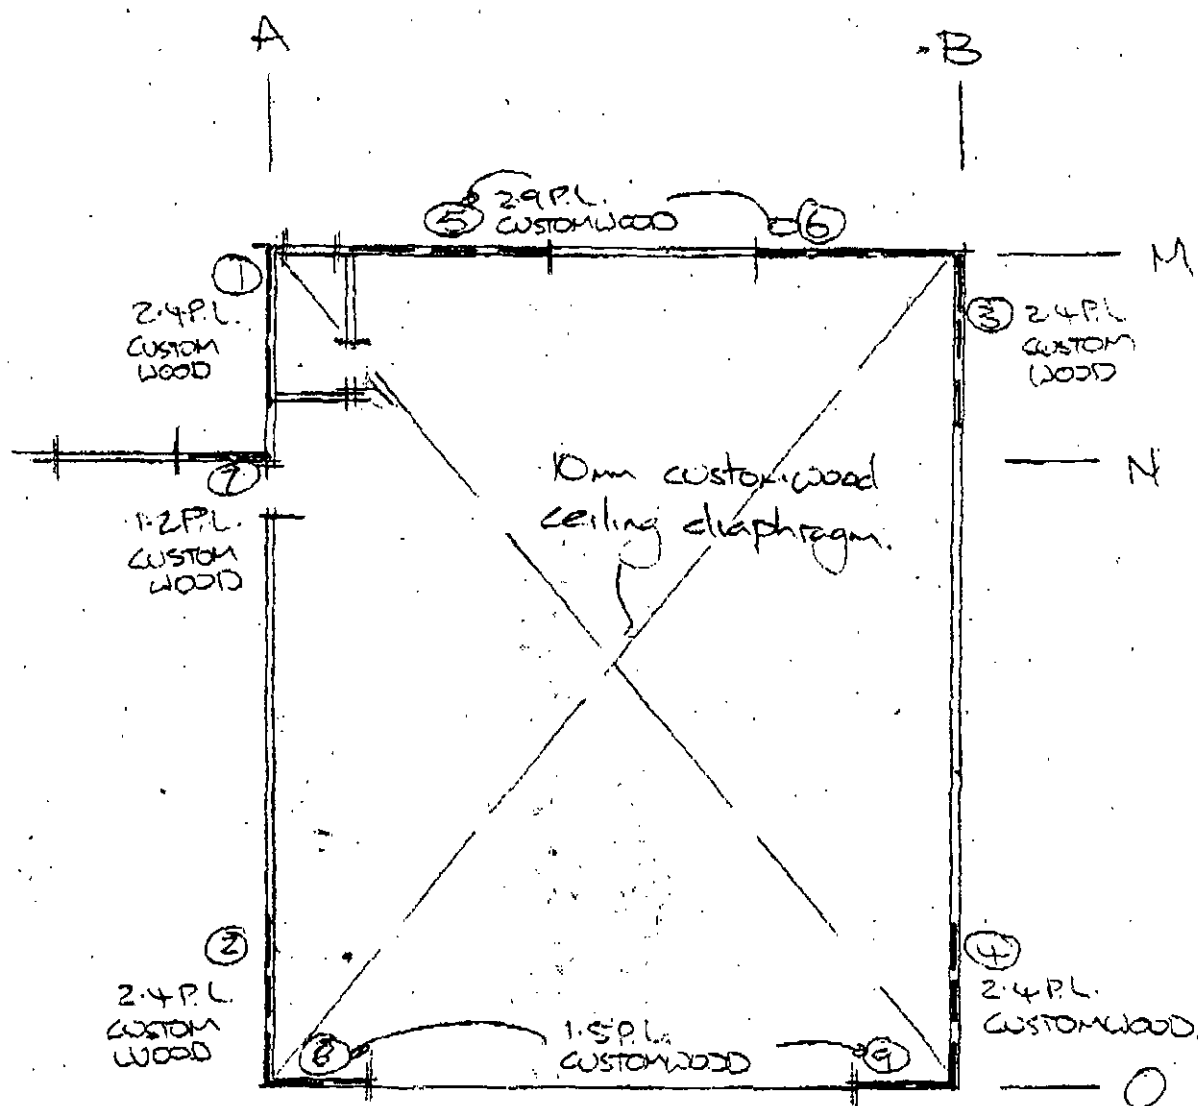 A
B
2.9 P.L.
CUSTOMWOOD
5
6
M
1
2.4 P.L.
CUSTOM
WOOD
3
2.4 P.L
CUSTOM
WOOD
N
7
1.2 P.L.
CUSTOM
WOOD
10mm customwood
ceiling diaphragm.
2
2.4 P.L.
CUSTOM
WOOD
4
2.4 P.L.
CUSTOMWOOD.
8
1.5 P.L.
CUSTOMWOOD
9
O